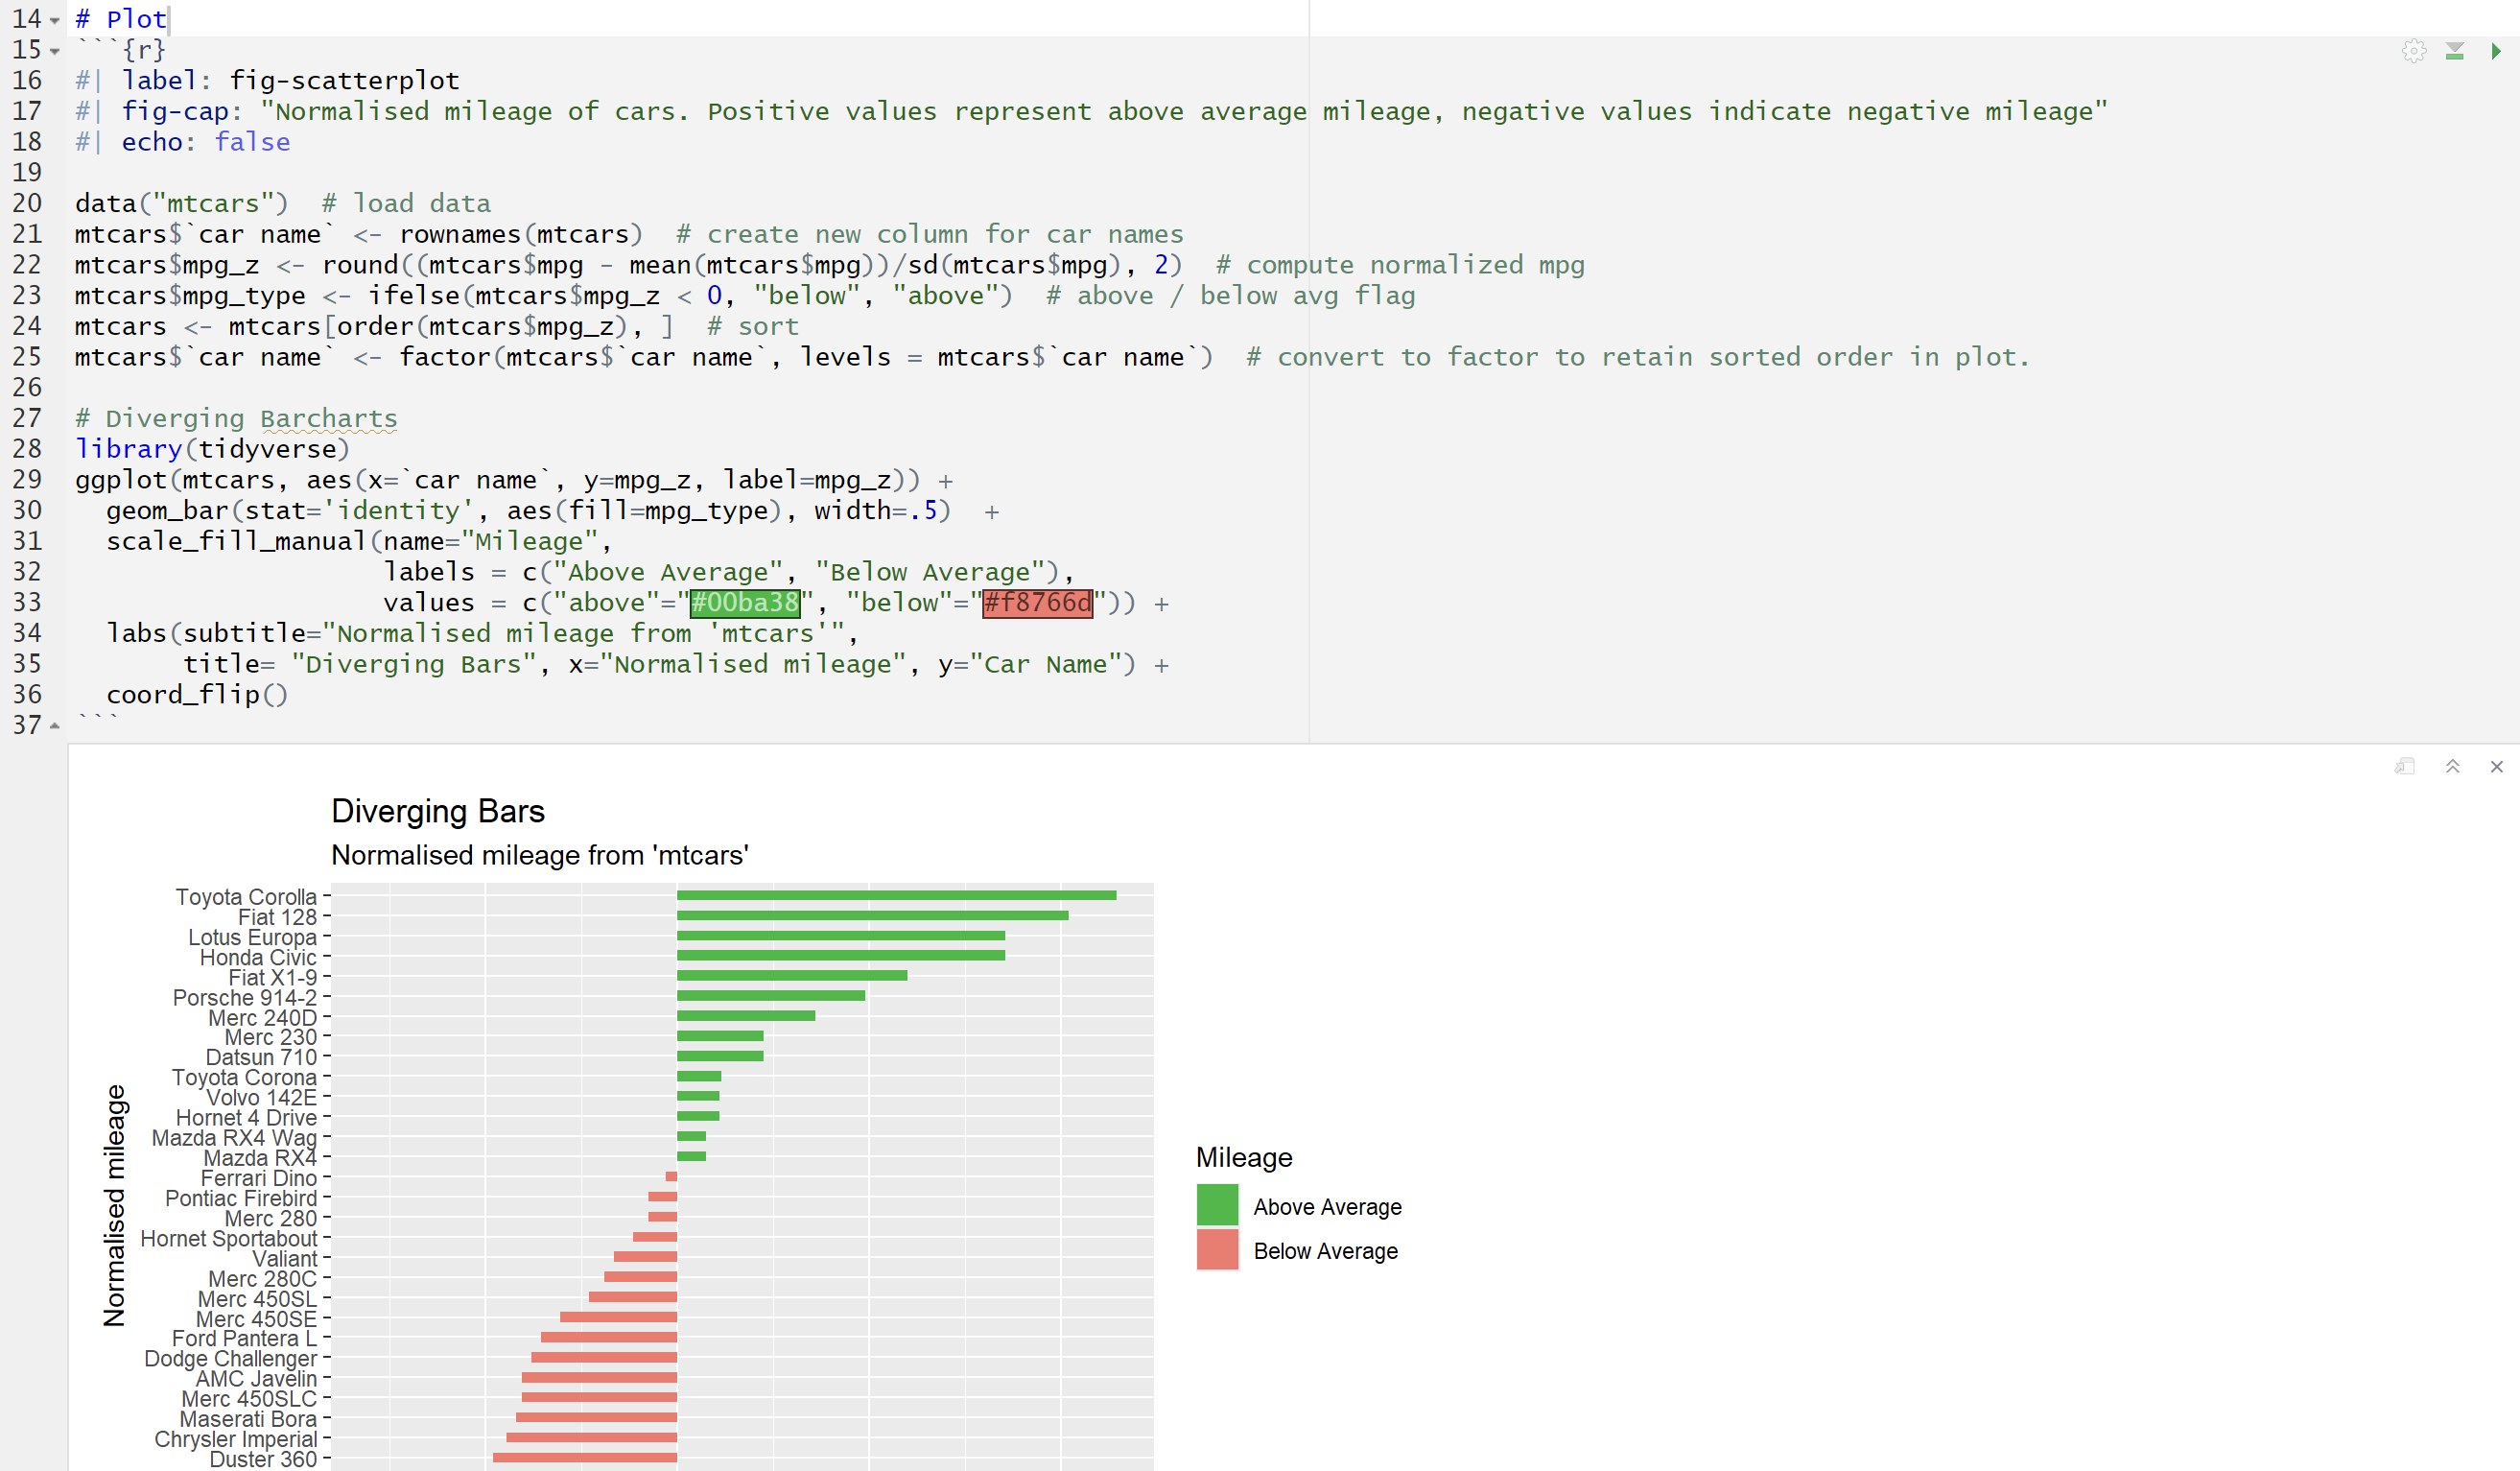 14 # Plot
15 ```{r}
16 #| label: fig-scatterplot
17 #| fig-cap: "Normalised mileage of cars. Positive values represent above average mileage, negative values indicate negative mileage"
18 #| echo: false
19
20 data("mtcars")  # load data
21 mtcars$`car name` <- rownames(mtcars)  # create new column for car names
22 mtcars$mpg_z <- round((mtcars$mpg - mean(mtcars$mpg))/sd(mtcars$mpg), 2)  # compute normalized mpg
23 mtcars$mpg_type <- ifelse(mtcars$mpg_z < 0, "below", "above")  # above / below avg flag
24 mtcars <- mtcars[order(mtcars$mpg_z), ]  # sort
25 mtcars$`car name` <- factor(mtcars$`car name`, levels = mtcars$`car name`)  # convert to factor to retain sorted order in plot.
26
27 # Diverging Barcharts
28 library(tidyverse)
29 ggplot(mtcars, aes(x=`car name`, y=mpg_z, label=mpg_z)) +
30   geom_bar(stat='identity', aes(fill=mpg_type), width=.5)  +
31   scale_fill_manual(name="Mileage",
32                     labels = c("Above Average", "Below Average"),
33                     values = c("above"="#00ba38", "below"="#f8766d")) +
34   labs(subtitle="Normalised mileage from 'mtcars'",
35        title= "Diverging Bars", x="Normalised mileage", y="Car Name") +
36   coord_flip()
37 ```
Diverging Bars
Normalised mileage from 'mtcars'
Normalised mileage
Toyota Corolla
Fiat 128
Lotus Europa
Honda Civic
Fiat X1-9
Porsche 914-2
Merc 240D
Merc 230
Datsun 710
Toyota Corona
Volvo 142E
Hornet 4 Drive
Mazda RX4 Wag
Mazda RX4
Ferrari Dino
Pontiac Firebird
Merc 280
Hornet Sportabout
Valiant
Merc 280C
Merc 450SL
Merc 450SE
Ford Pantera L
Dodge Challenger
AMC Javelin
Merc 450SLC
Maserati Bora
Chrysler Imperial
Duster 360
Mileage
Above Average
Below Average